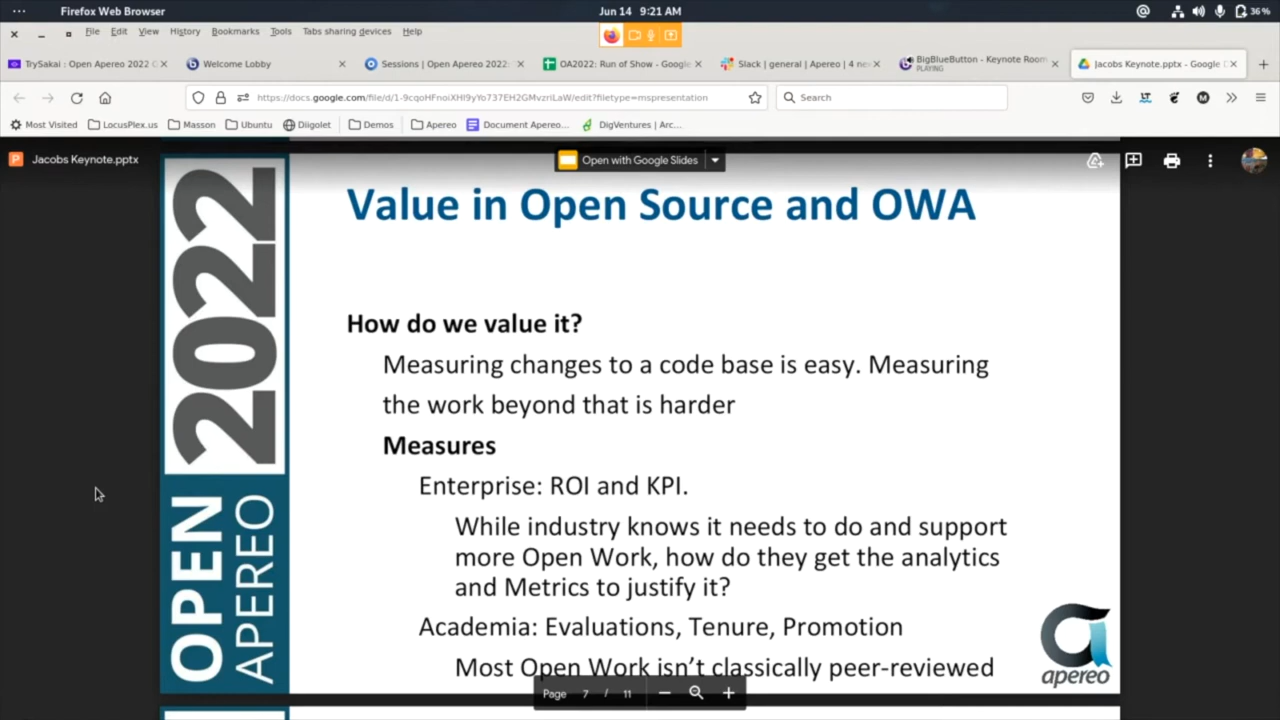 Firefox Web Browser
Jun 14 9:21 AM
36 %
File Edit View History Bookmarks Tools Tabs sharing devices Help
TrySakai : Open Apereo 2022 C
Welcome Lobby
Sessions | Open Apereo 2022:
OA2022: Run of Show - Google
Slack | general | Apereo | 4 nev
BigBlueButton - Keynote Room
PLAYING
Jacobs Keynote.pptx - Google D
Search
Most Visited LocusPlex.us Masson Ubuntu Diigolet Demos Apereo Document Apereo... DigVentures | Arc...
Jacobs Keynote.pptx
Open with Google Slides
OPEN 2022
APEREO
Value in Open Source and OWA
How do we value it?
Measuring changes to a code base is easy. Measuring
the work beyond that is harder
Measures
Enterprise: ROI and KPI.
While industry knows it needs to do and support
more Open Work, how do they get the analytics
and Metrics to justify it?
Academia: Evaluations, Tenure, Promotion
Most Open Work isn’t classically peer-reviewed
apereo
Page 7 / 11